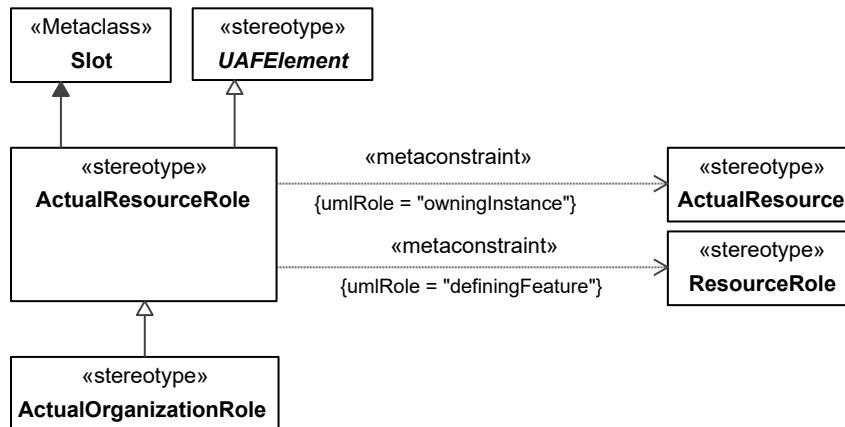 «Metaclass»
Slot
«stereotype»
UAFElement
«stereotype»
ActualResourceRole
«metaconstraint»
{umlRole = "owningInstance"}
«stereotype»
ActualResource
«metaconstraint»
{umlRole = "definingFeature"}
«stereotype»
ResourceRole
«stereotype»
ActualOrganizationRole